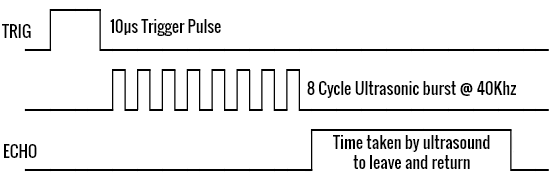 TRIG
10µs Trigger Pulse
8 Cycle Ultrasonic burst @ 40Khz
ECHO
Time taken by ultrasound
to leave and return